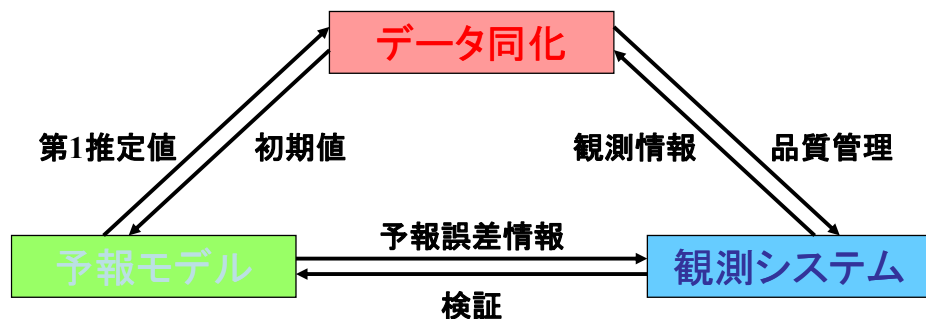 データ同化
第1推定値
初期値
観測情報
品質管理
予報誤差情報
予報モデル
観測システム
検証